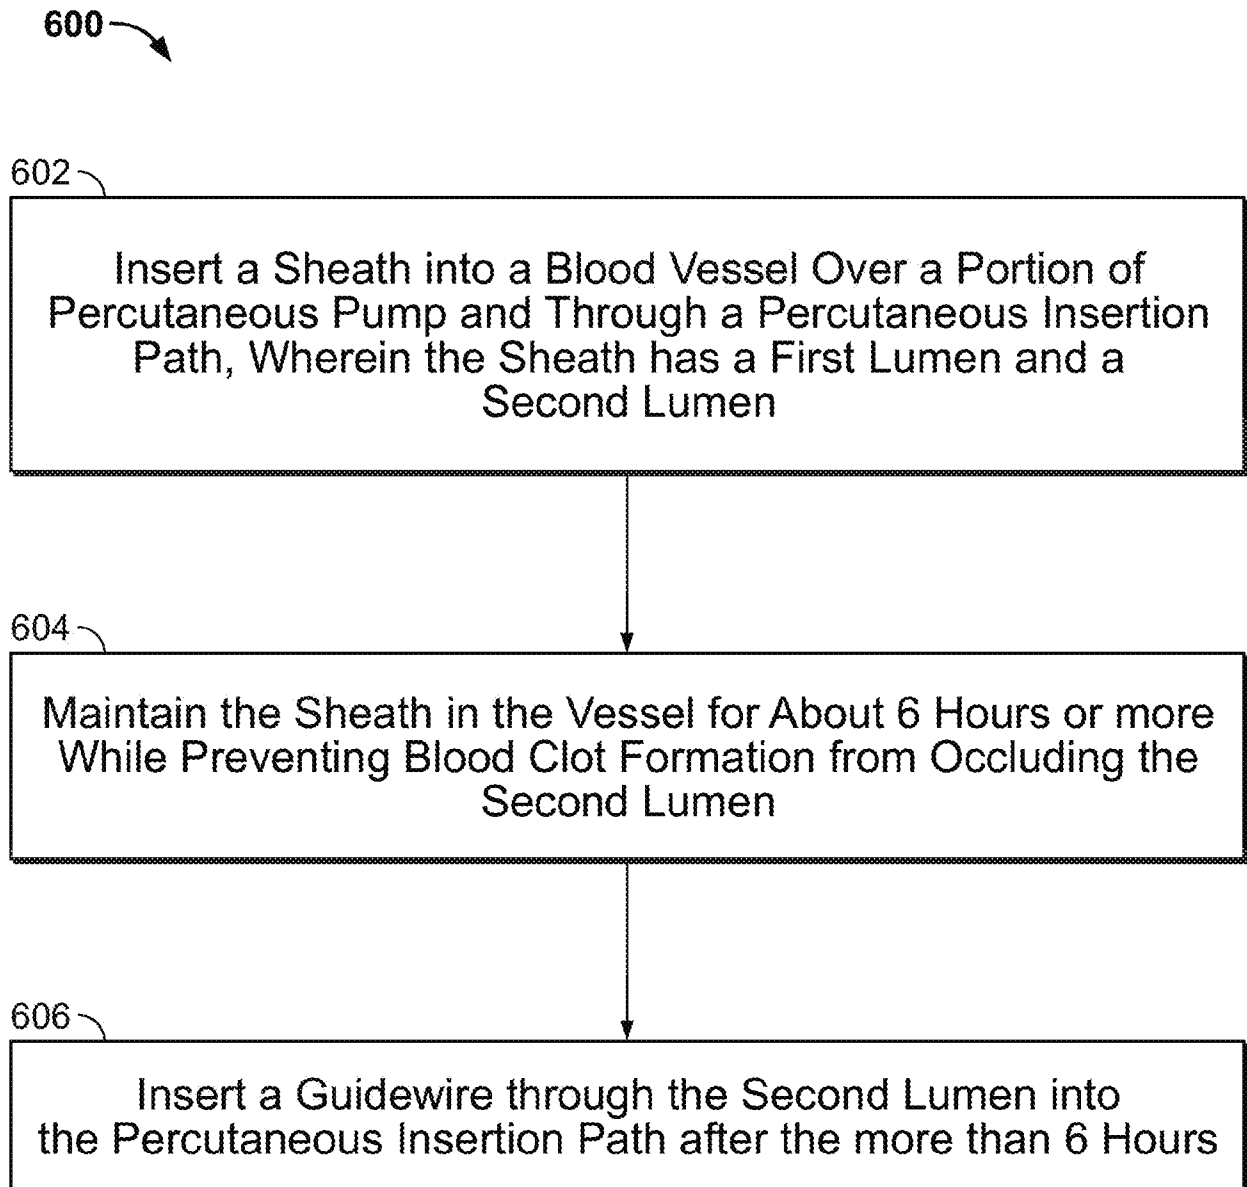 600
602
Insert a Sheath into a Blood Vessel Over a Portion of
Percutaneous Pump and Through a Percutaneous Insertion
Path, Wherein the Sheath has a First Lumen and a
Second Lumen
604
Maintain the Sheath in the Vessel for About 6 Hours or more
While Preventing Blood Clot Formation from Occluding the
Second Lumen
606
Insert a Guidewire through the Second Lumen into
the Percutaneous Insertion Path after the more than 6 Hours